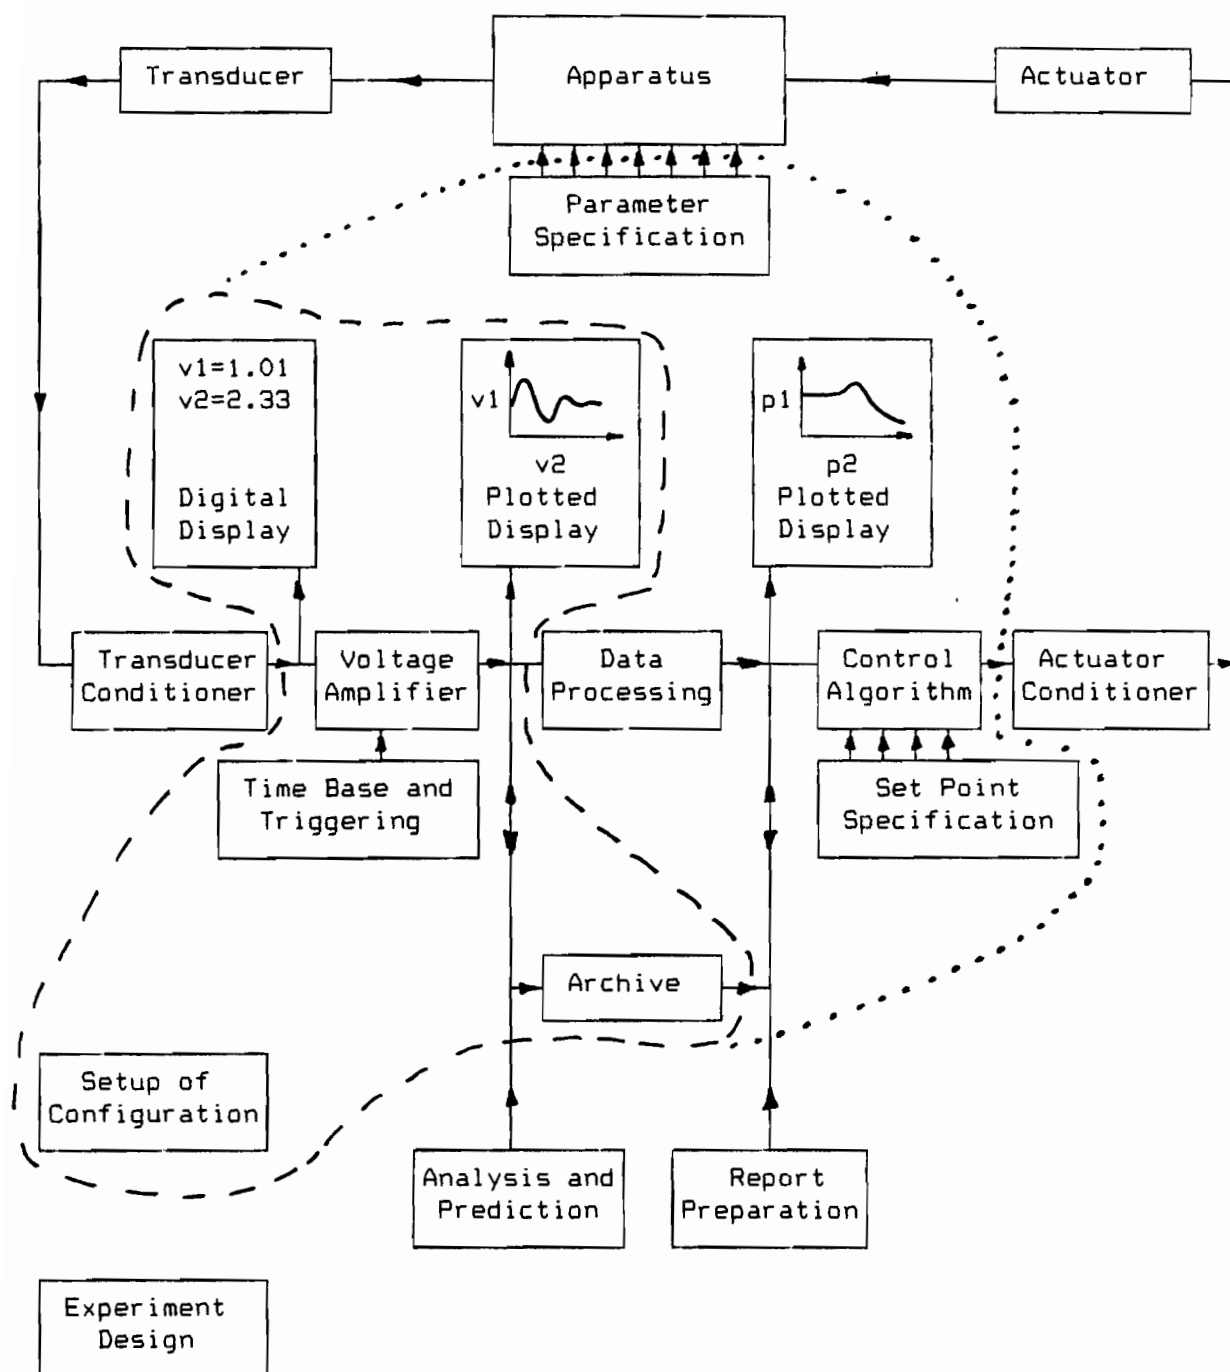 Transducer
Apparatus
Actuator
Parameter
Specification
v1=1.01
v2=2.33
Digital
Display
v1
v2
Plotted
Display
p1
p2
Plotted
Display
Transducer
Conditioner
Voltage
Amplifier
Data
Processing
Control
Algorithm
Actuator
Conditioner
Time Base and
Triggering
Set Point
Specification
Archive
Setup of
Configuration
Analysis and
Prediction
Report
Preparation
Experiment
Design